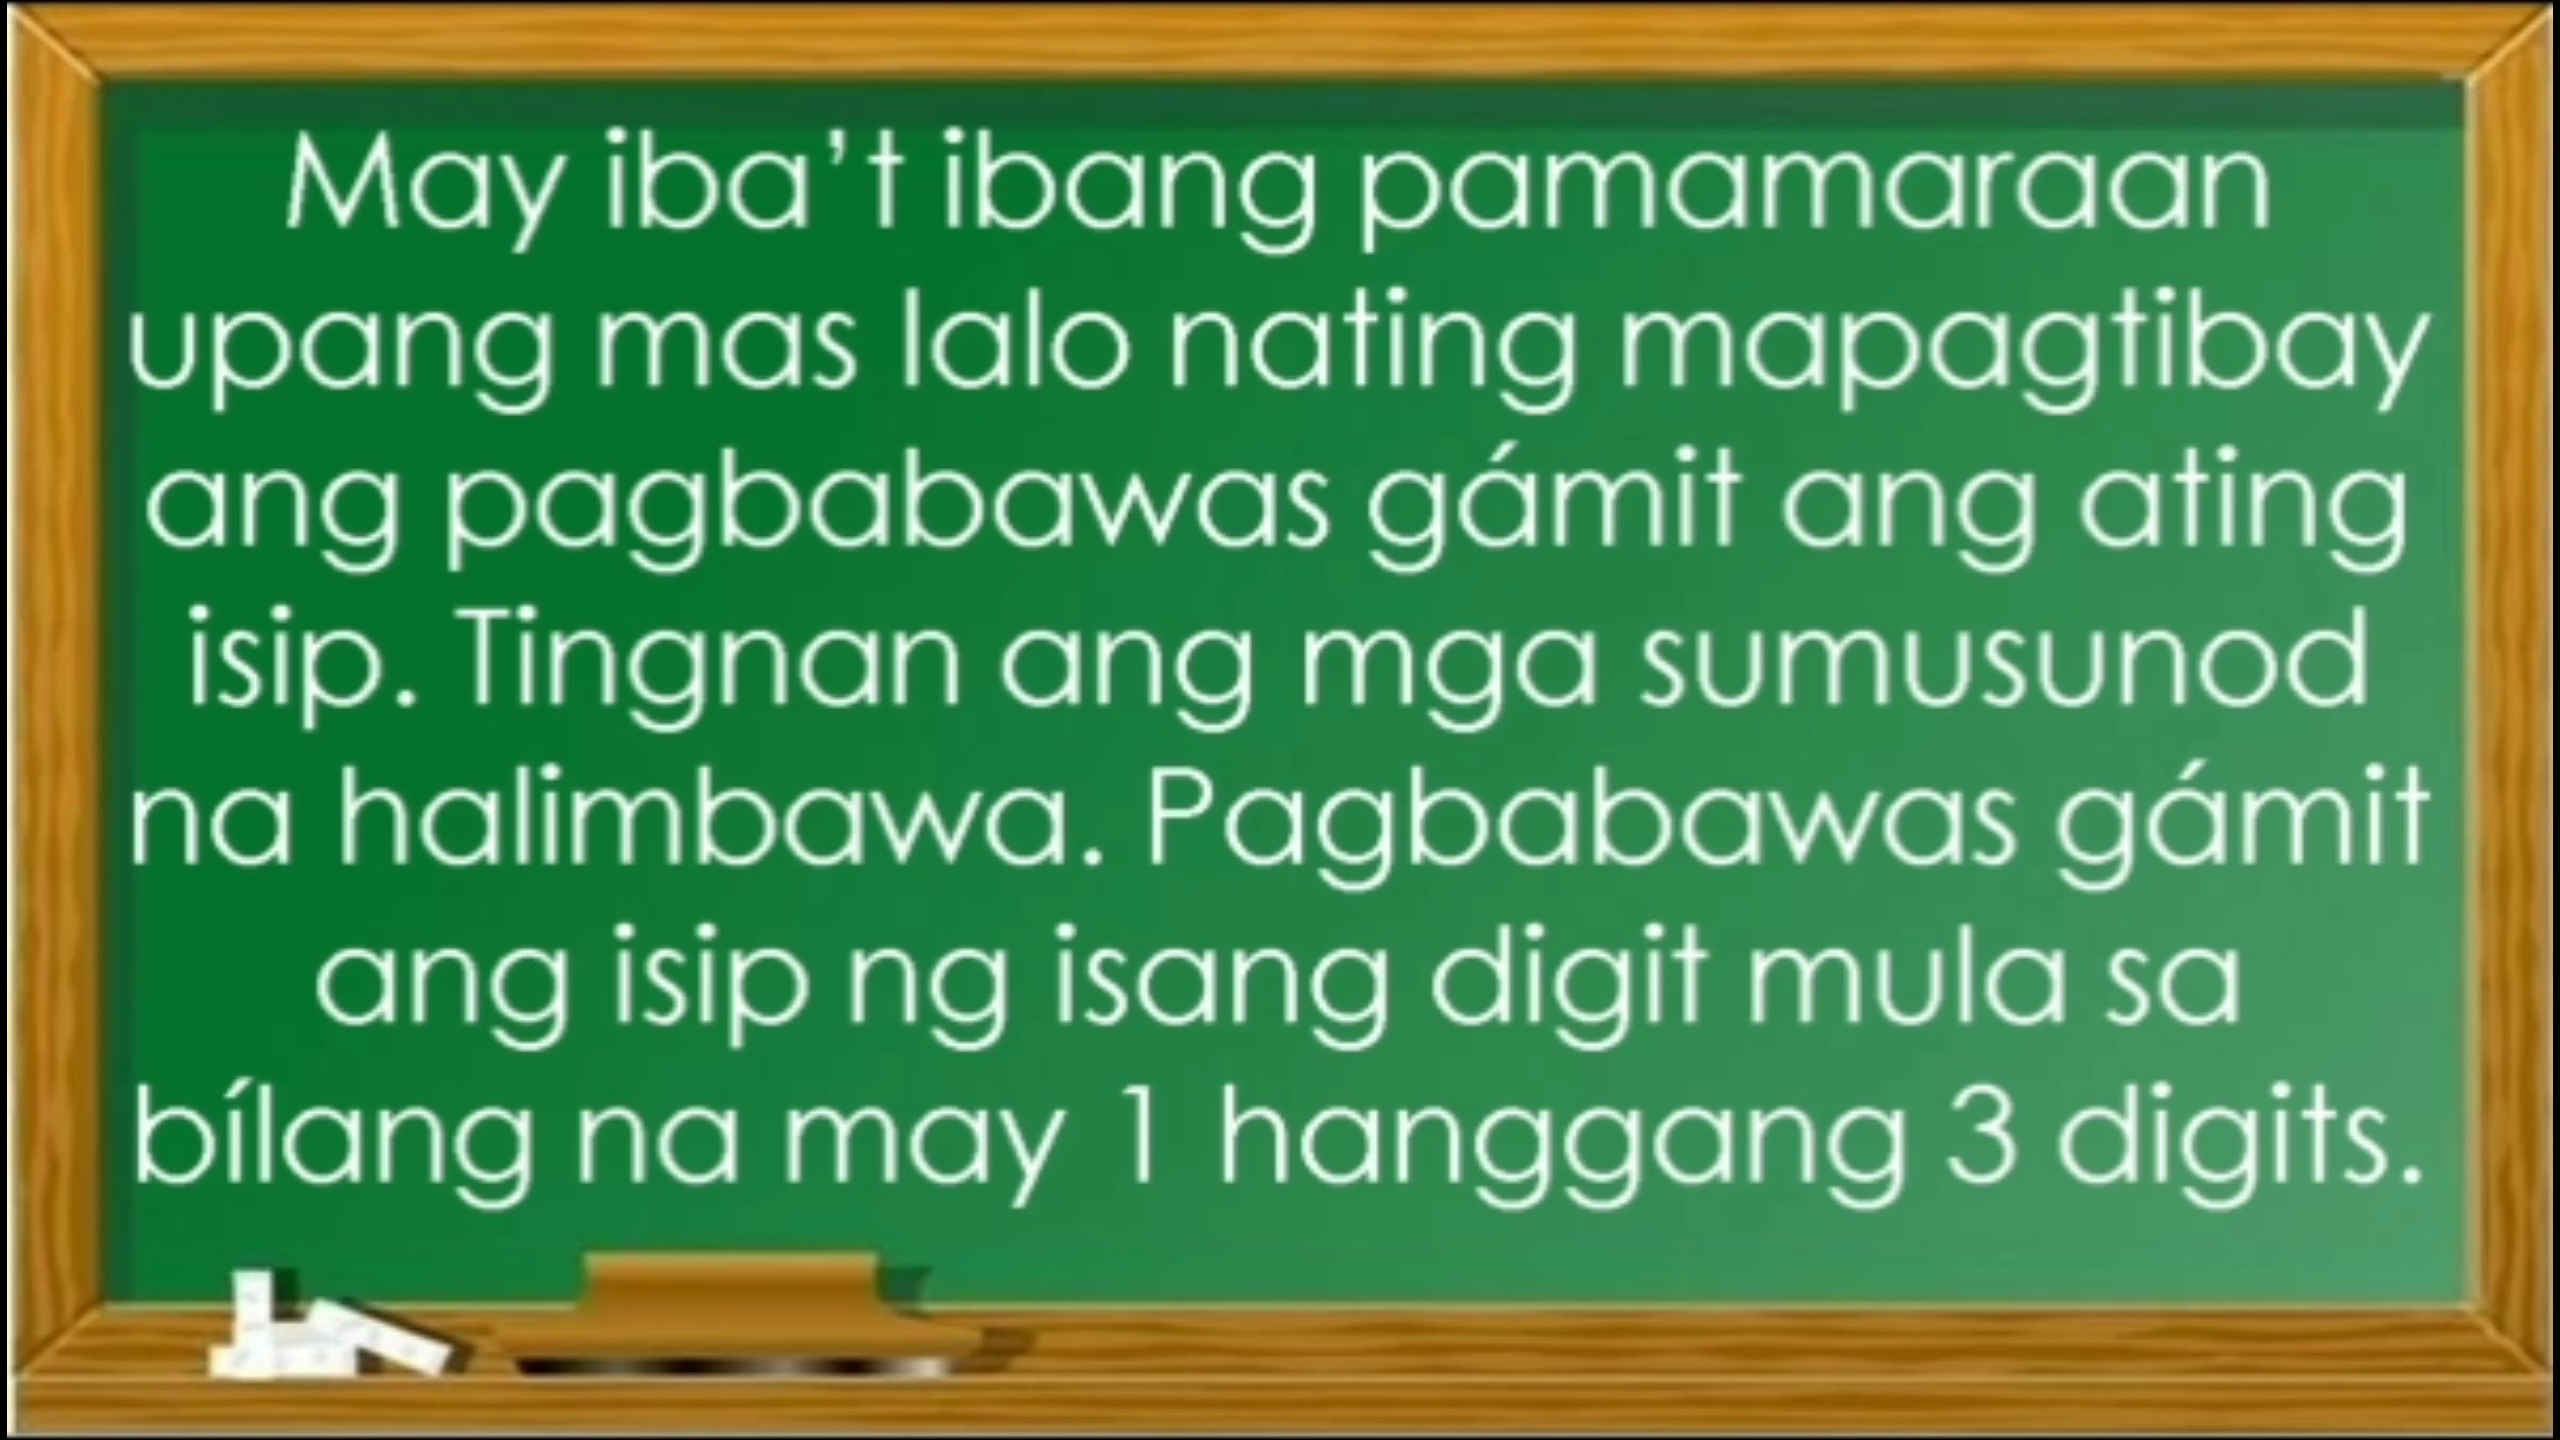 May iba't ibang pamamaraan
upang mas lalo nating mapagtibay
ang pagbabawas gámit ang ating
isip. Tingnan ang mga sumusunod
na halimbawa. Pagbabawas gámit
ang isip ng isang digit mula sa
bílang na may 1 hanggang 3 digits.